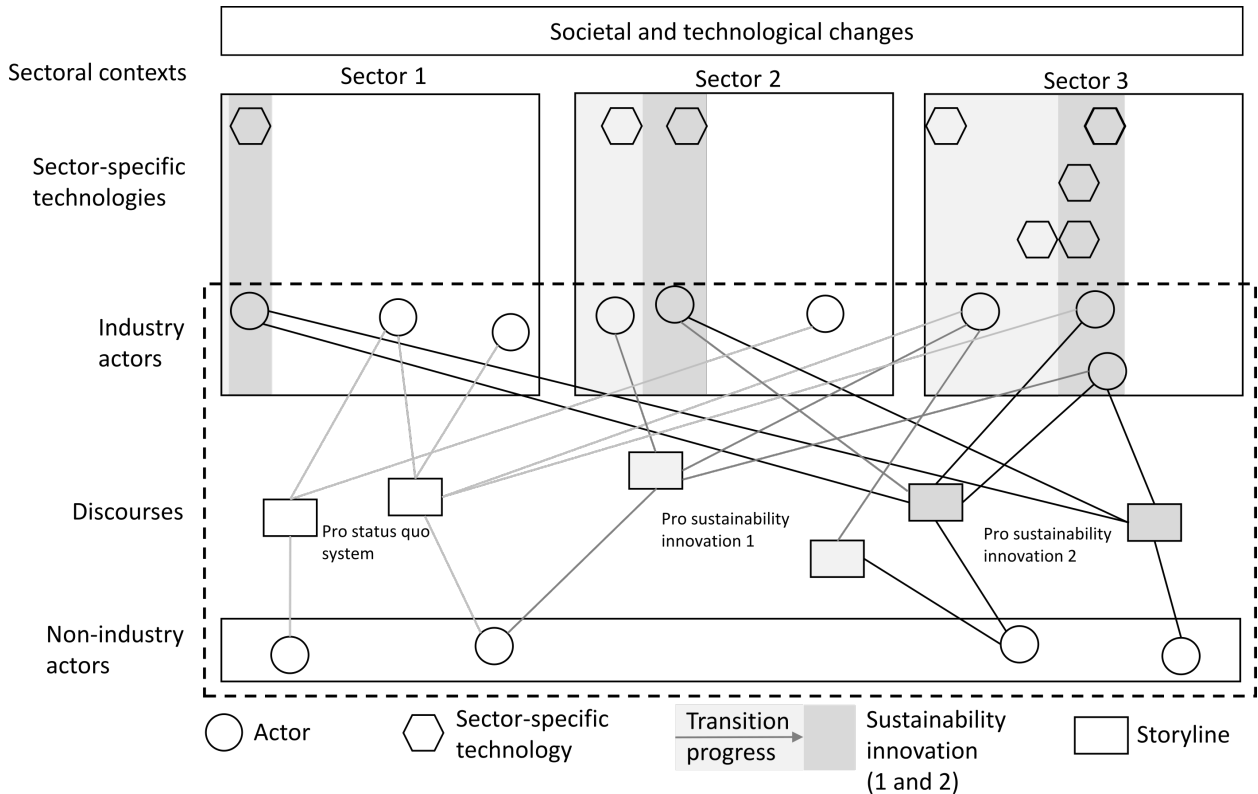 Societal and technological changes
Sectoral contexts
Sector 1
Sector 2
Sector 3
Sector-specific
technologies
Industry
actors
Discourses
Pro status quo
system
Pro sustainability
innovation 1
Pro sustainability
innovation 2
Non-industry
actors
Actor
Sector-specific
technology
Transition
progress
Sustainability
innovation
(1 and 2)
Storyline